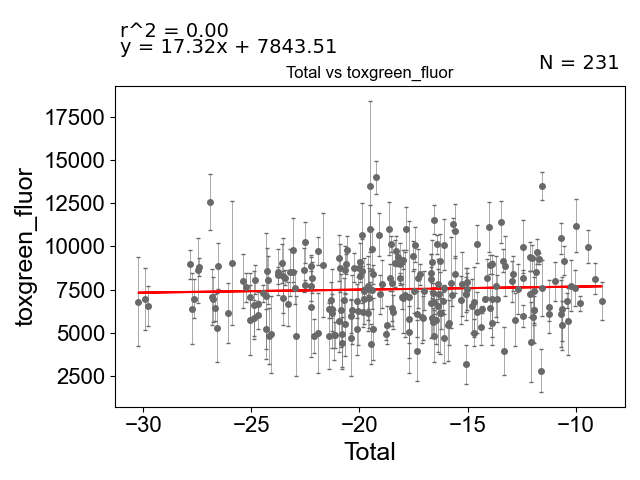 r^2 = 0.00
y = 17.32x + 7843.51
N = 231
Total vs toxgreen_fluor
17500
15000
12500
10000
7500
5000
2500
toxgreen_fluor
−30
−25
−20
−15
−10
Total